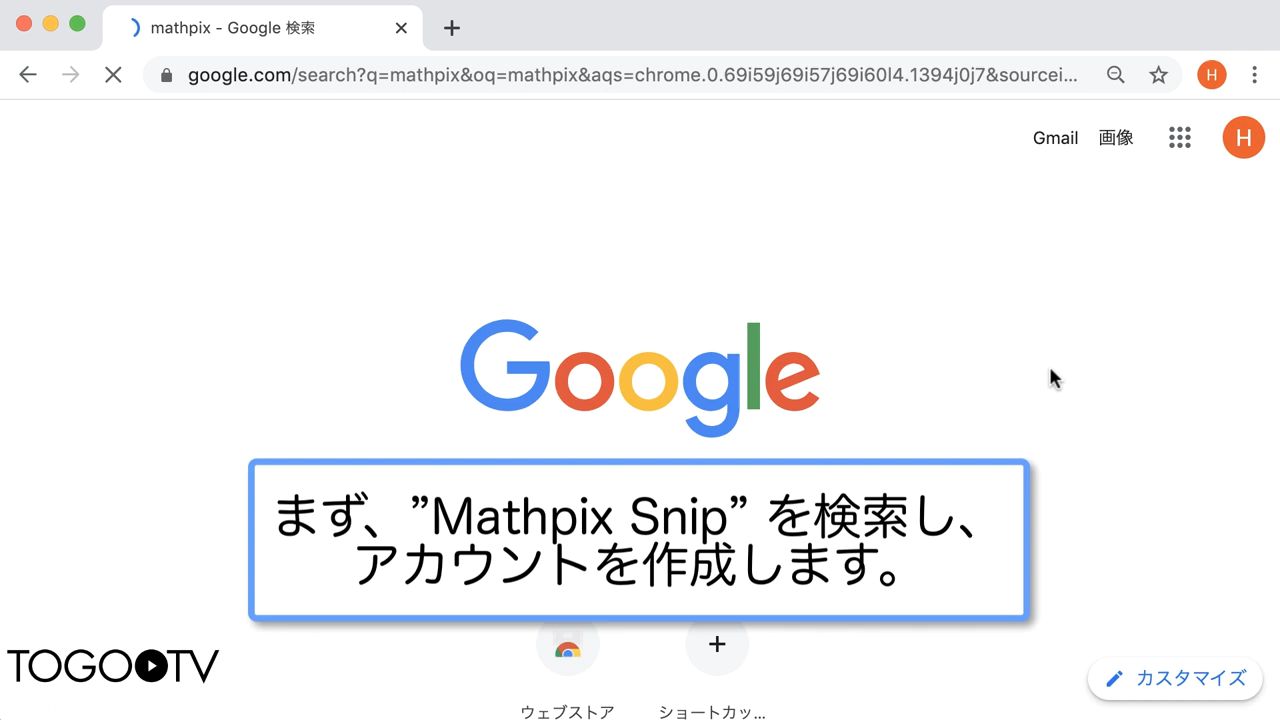 mathpix - Google 検索
google.com/search?q=mathpix&oq=mathpix&aqs=chrome.0.69i59j69i57j69i60l4.1394j0j7&sourcei...
H
Gmail 画像 H
Google
まず、”Mathpix Snip” を検索し、
アカウントを作成します。
TOGOTV
カスタマイズ
ウェブストア ショートカッ...